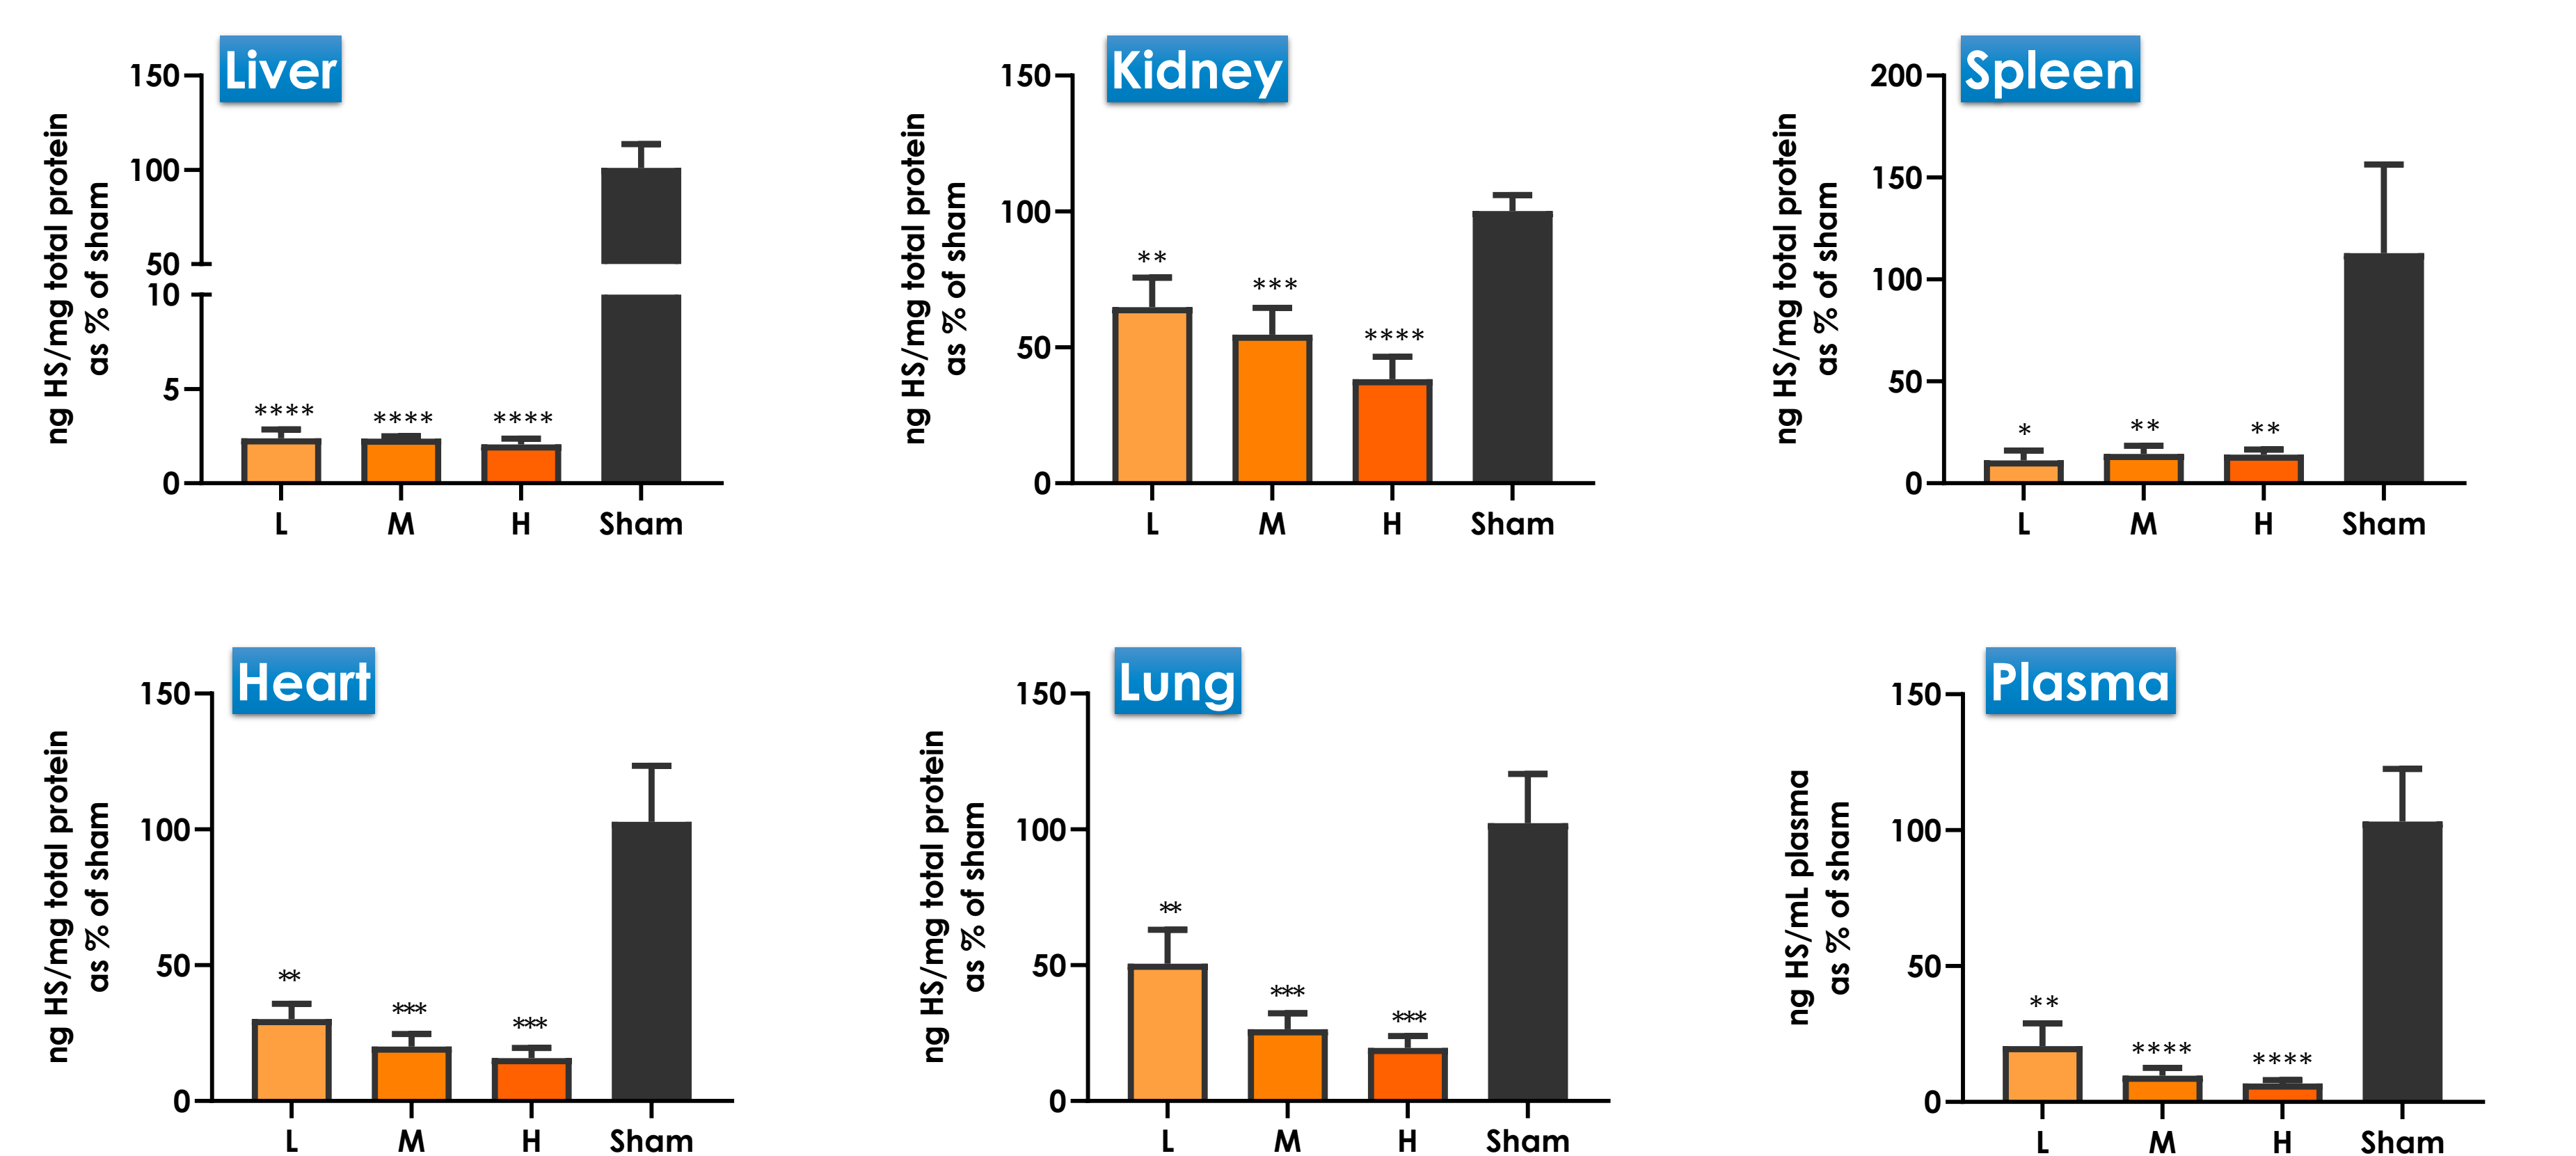 Liver
150
100
50
10
5
0
ng HS/mg total protein
as % of sham
****
****
****
L M H Sham
Kidney
150
100
50
0
ng HS/mg total protein
as % of sham
**
***
****
L M H Sham
Spleen
200
150
100
50
0
ng HS/mg total protein
as % of sham
*
**
**
L M H Sham
Heart
150
100
50
0
ng HS/mg total protein
as % of sham
**
***
***
L M H Sham
Lung
150
100
50
0
ng HS/mg total protein
as % of sham
**
***
***
L M H Sham
Plasma
150
100
50
0
ng HS/mL plasma
as % of sham
**
****
****
L M H Sham